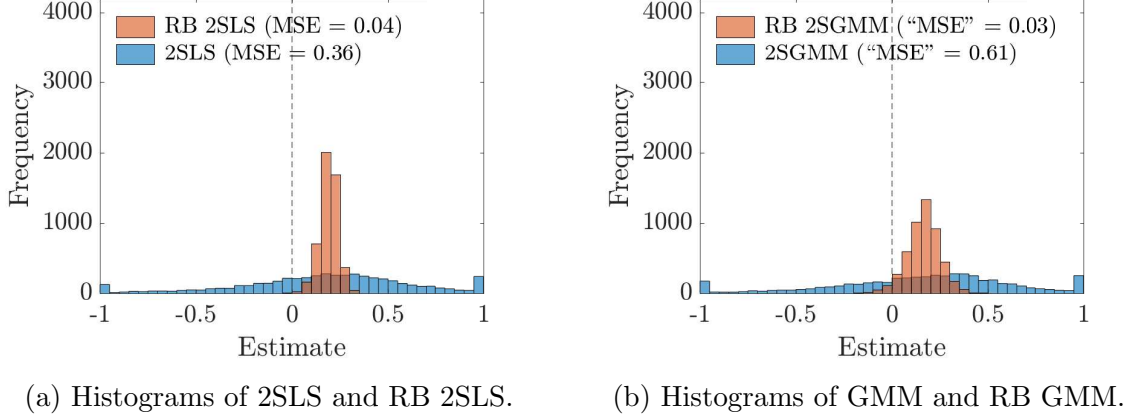 4000
RB 2SLS (MSE = 0.04)
2SLS (MSE = 0.36)
3000
2000
1000
0
Frequency
-1
-0.5
0
0.5
1
Estimate
(a) Histograms of 2SLS and RB 2SLS.
4000
RB 2SGMM (“MSE” = 0.03)
2SGMM (“MSE” = 0.61)
3000
2000
1000
0
Frequency
-1
-0.5
0
0.5
1
Estimate
(b) Histograms of GMM and RB GMM.